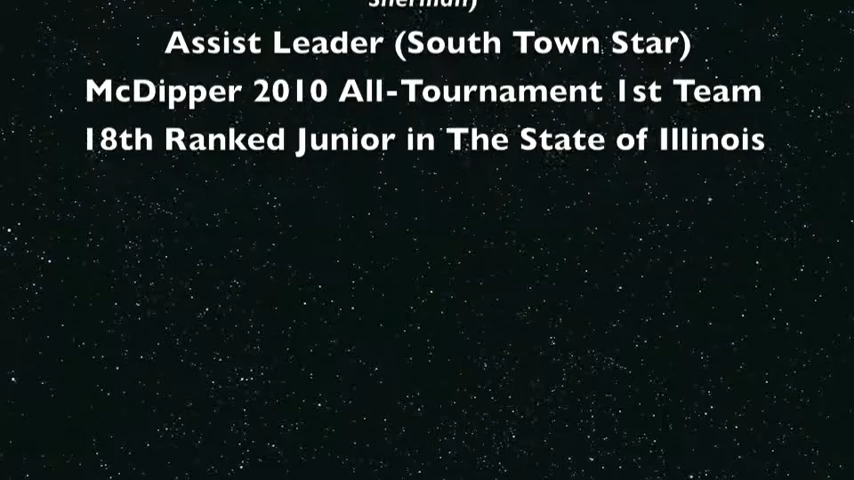 Sherman)
Assist Leader (South Town Star)
McDipper 2010 All-Tournament 1st Team
18th Ranked Junior in The State of Illinois